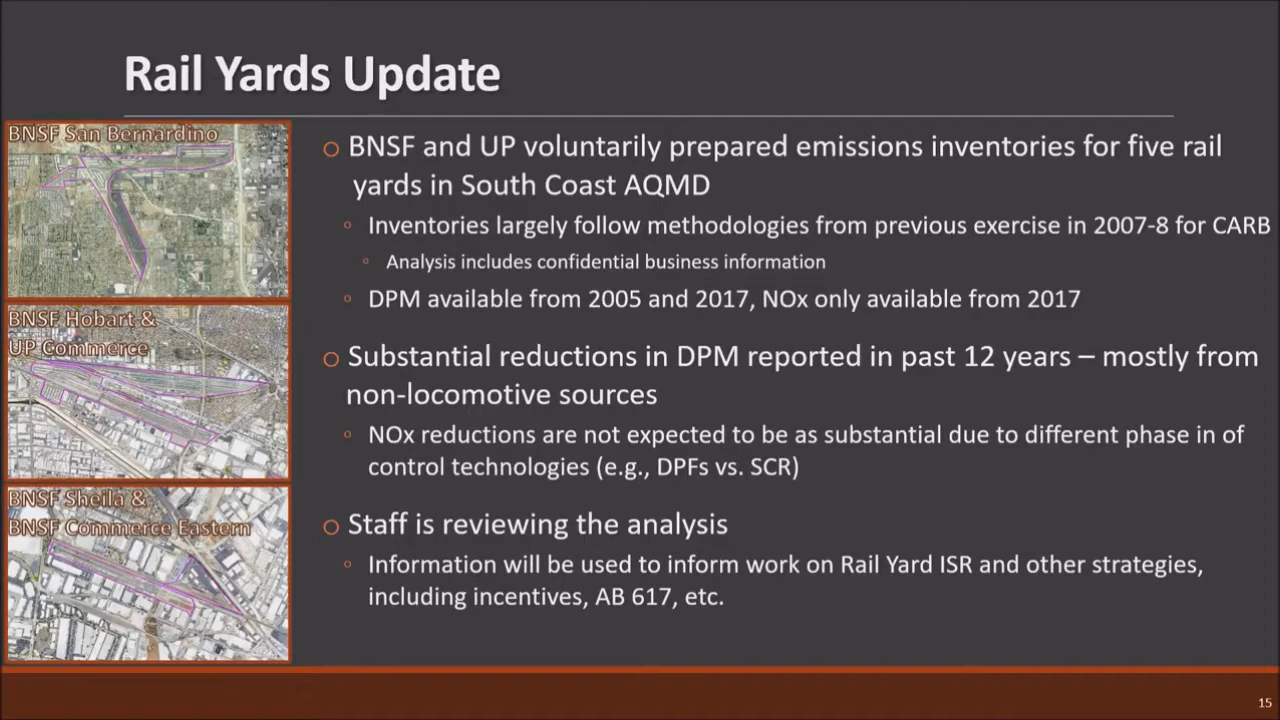 Rail Yards Update
BNSF San Bernardino
BNSF Hobart &
UP Commerce
BNSF Sheila &
BNSF Commerce Eastern
o BNSF and UP voluntarily prepared emissions inventories for five rail
yards in South Coast AQMD
◦ Inventories largely follow methodologies from previous exercise in 2007-8 for CARB
◦ Analysis includes confidential business information
◦ DPM available from 2005 and 2017, NOx only available from 2017
o Substantial reductions in DPM reported in past 12 years – mostly from
non-locomotive sources
◦ NOx reductions are not expected to be as substantial due to different phase in of
control technologies (e.g., DPFs vs. SCR)
o Staff is reviewing the analysis
◦ Information will be used to inform work on Rail Yard ISR and other strategies,
including incentives, AB 617, etc.
15